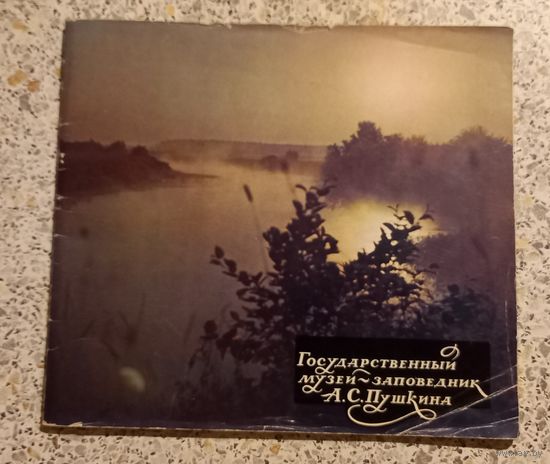 Государственный
музей~заповедник
А.С.Пушкина